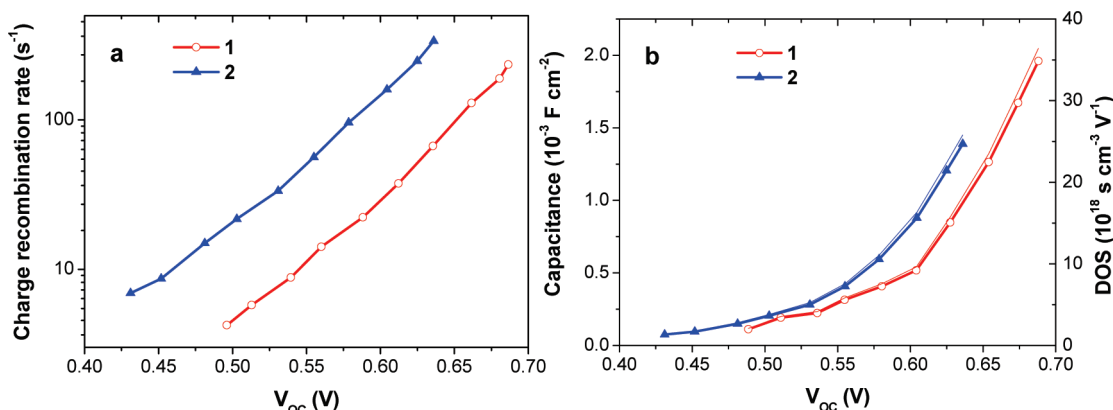 a
1
2
Charge recombination rate (s⁻¹)
100
10
0.40 0.45 0.50 0.55 0.60 0.65 0.70
V_OC (V)
b
1
2
Capacitance (10⁻³ F cm⁻²)
2.0
1.5
1.0
0.5
0.0
DOS (10¹⁸ s cm⁻³ V⁻¹)
40
30
20
10
0
0.40 0.45 0.50 0.55 0.60 0.65 0.70
V_OC (V)